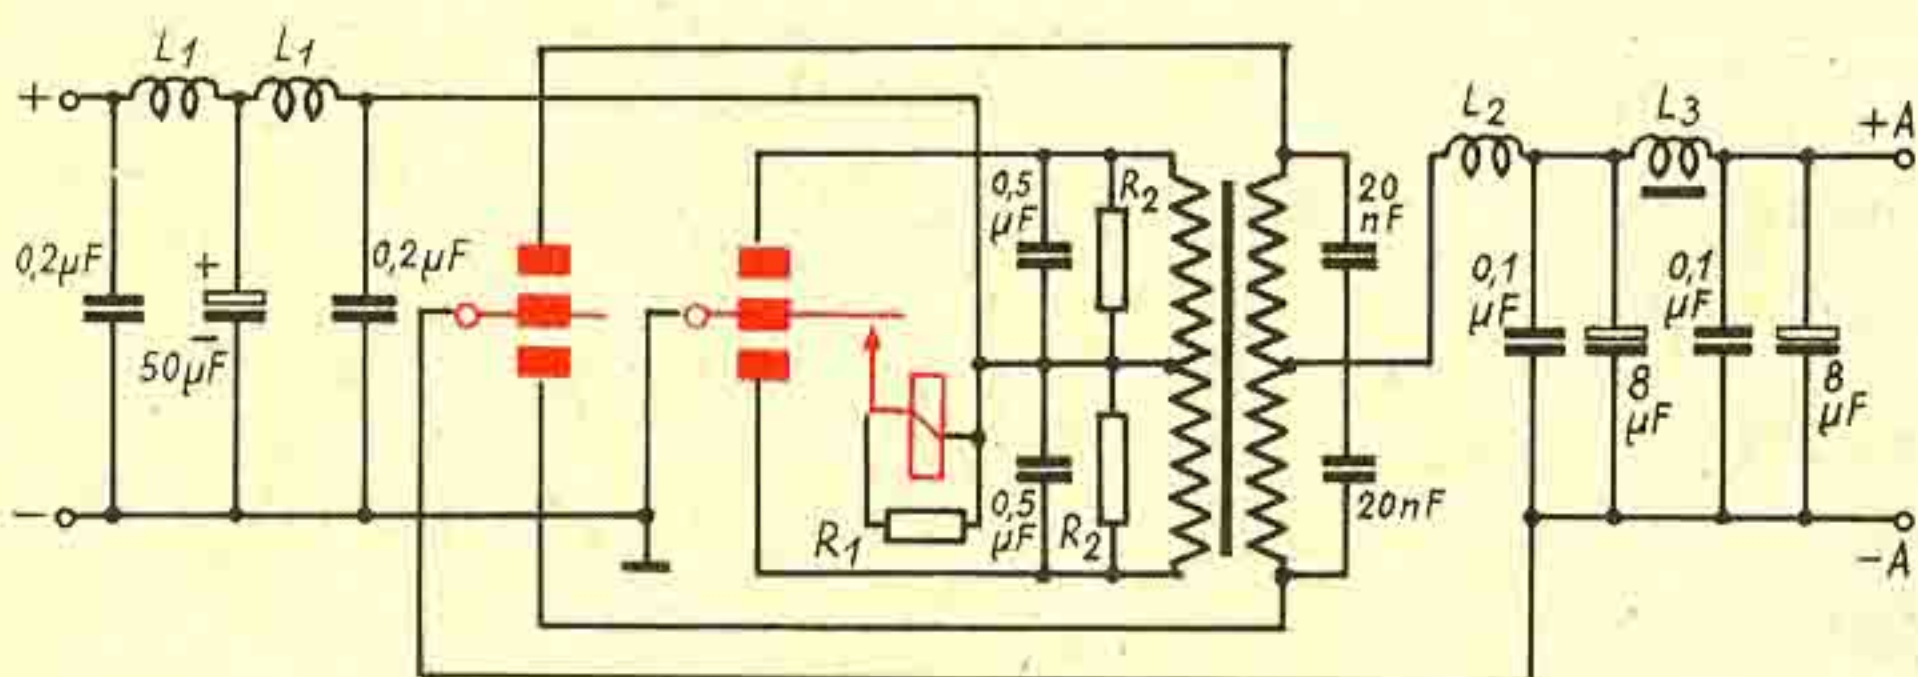 L1
L1
+
0,2µF
+
-
50µF
0,2µF
-
R1
0,5
µF
R2
0,5
µF
R2
20
nF
20nF
L2
L3
0,1
µF
8
µF
0,1
µF
8
µF
+A
-A